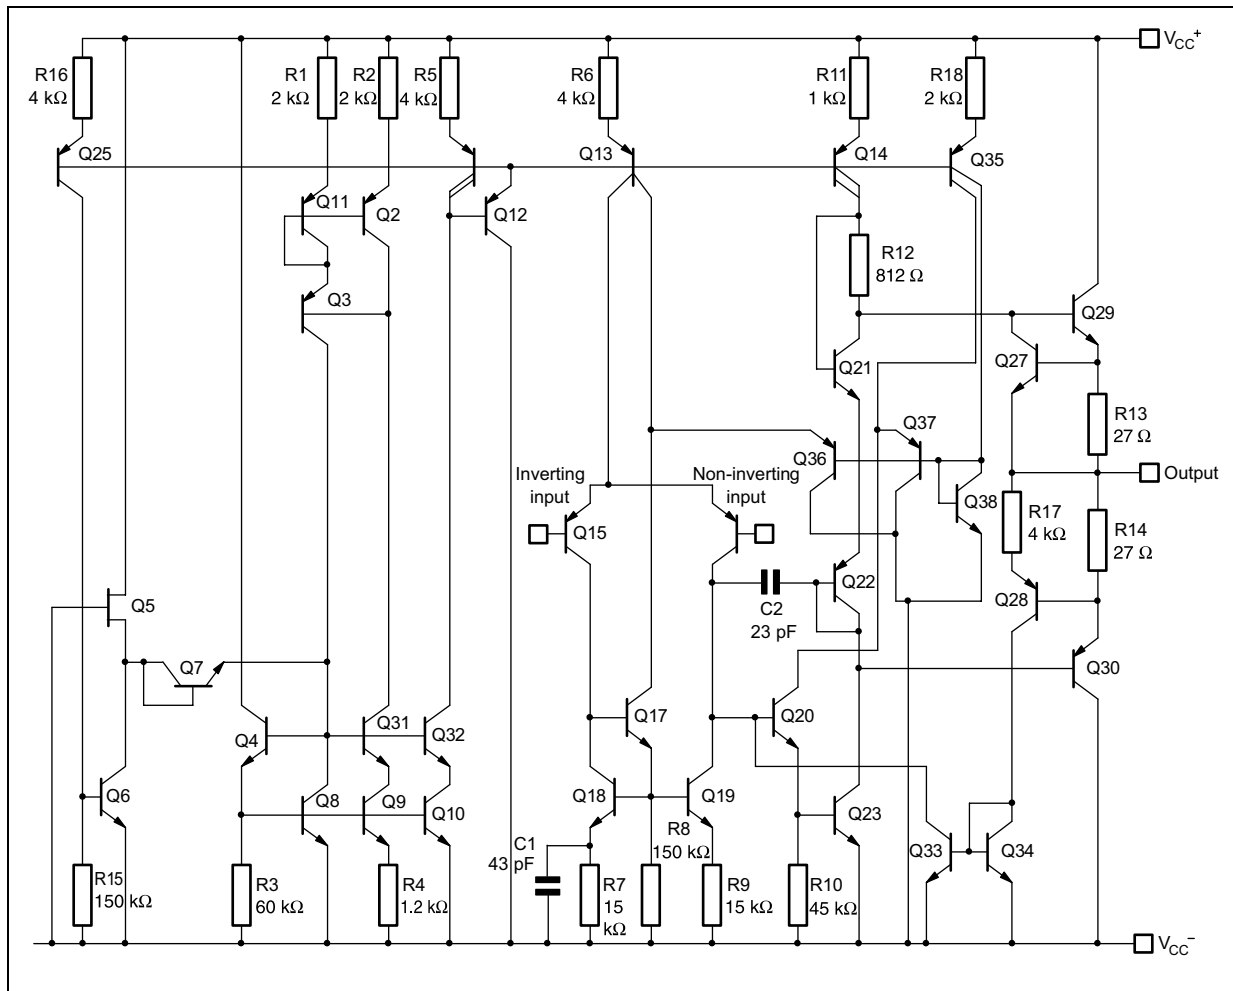 V_CC+
R16
4 kΩ
R1
2 kΩ
R2
2 kΩ
R5
4 kΩ
R6
4 kΩ
R11
1 kΩ
R18
2 kΩ
Q25
Q13
Q14
Q35
Q11
Q2
Q12
R12
812 Ω
Q3
Q29
Q27
Q21
R13
27 Ω
Q37
Q36
Inverting
input
Non-inverting
input
Output
Q38
Q15
R17
4 kΩ
R14
27 Ω
Q22
C2
23 pF
Q28
Q5
Q7
Q30
Q17
Q20
Q4
Q31
Q32
Q6
Q8
Q9
Q10
Q18
Q19
Q23
C1
43
pF
R8
150 kΩ
Q33
Q34
R15
150 kΩ
R3
60 kΩ
R4
1.2 kΩ
R7
15
kΩ
R9
15 kΩ
R10
45 kΩ
V_CC−